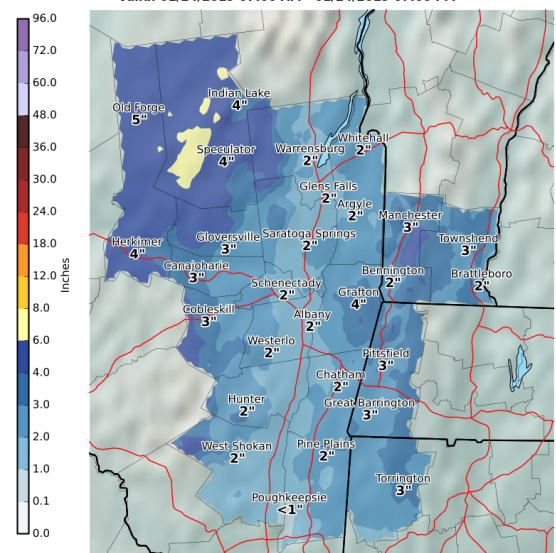 96.0
72.0
60.0
48.0
36.0
30.0
24.0
18.0
12.0
8.0
6.0
4.0
3.0
2.0
1.0
0.1
0.0
Inches
Indian Lake
4"
Old Forge
5"
Speculator
4"
Warrensburg
2"
Whitehall
2"
Glens Falls
2"
Argyle
2"
Manchester
3"
Herkimer
4"
Gloversville
3"
Saratoga Springs
2"
Townshend
3"
Canajoharie
3"
Bennington
2"
Brattleboro
2"
Schenectady
2"
Grafton
4"
Cobleskill
3"
Albany
2"
Westerlo
2"
Pittsfield
3"
Chatham
2"
Hunter
2"
Great Barrington
3"
West Shokan
2"
Pine Plains
2"
Torrington
3"
Poughkeepsie
<1"